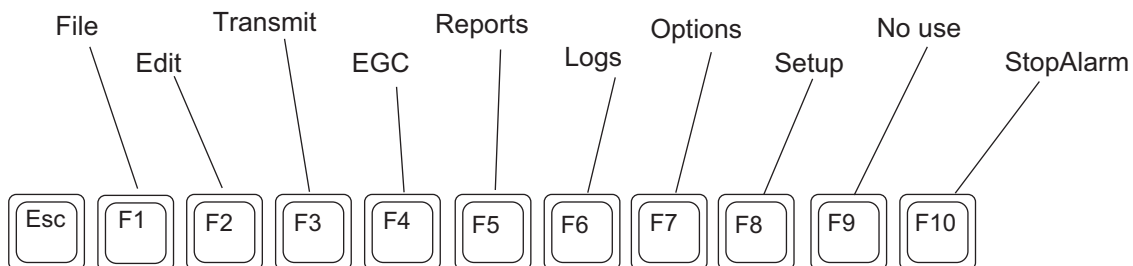 File
Edit
Transmit
EGC
Reports
Logs
Options
Setup
No use
StopAlarm
Esc
F1
F2
F3
F4
F5
F6
F7
F8
F9
F10